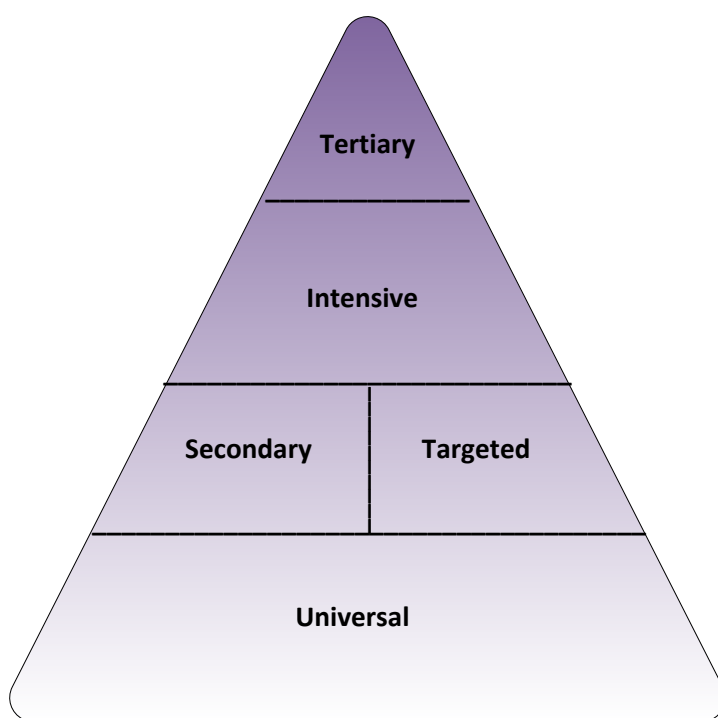 Tertiary
Intensive
Secondary
Targeted
Universal